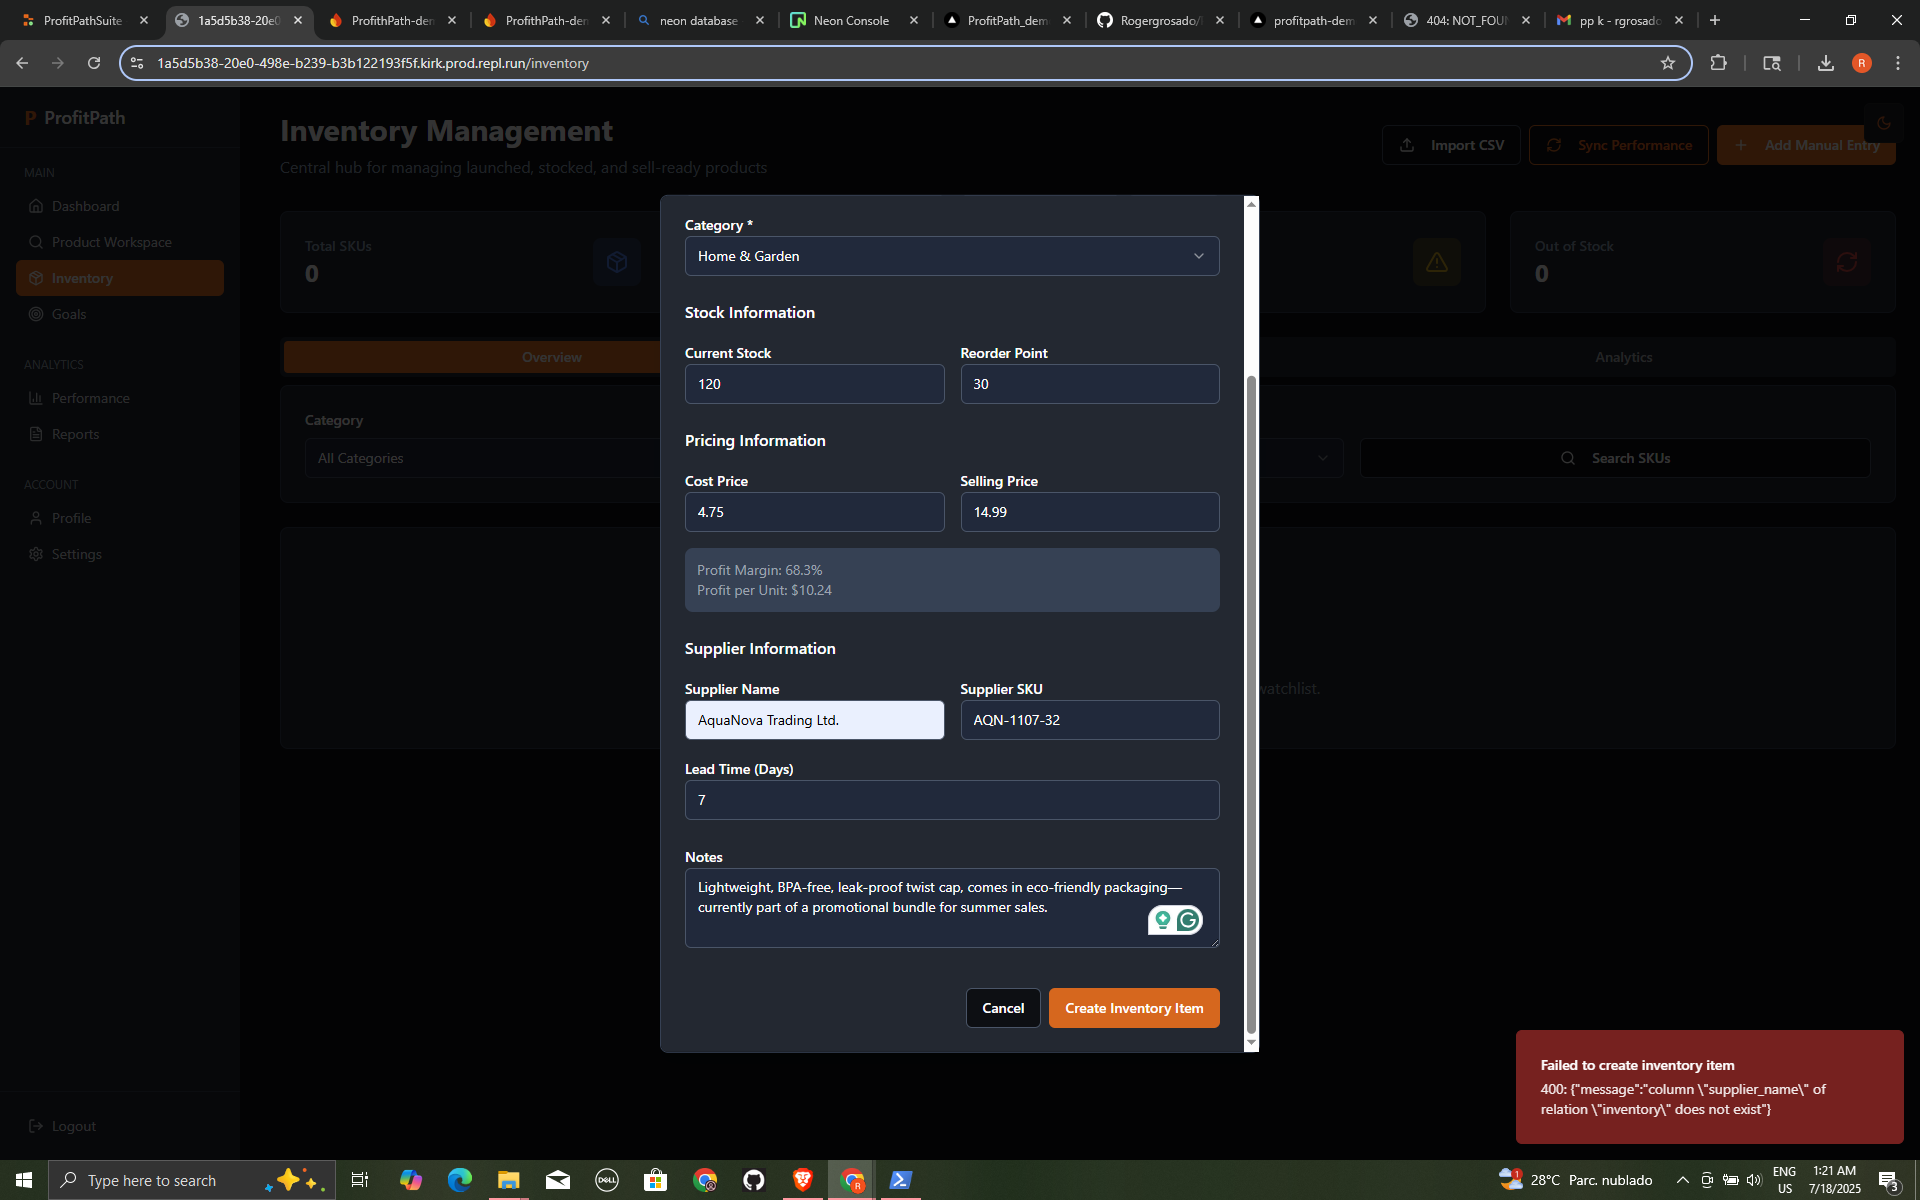 ProfitPathSuite
1a5d5b38-20e0
ProfithPath-den
ProfithPath-den
neon database
Neon Console
ProfitPath_dem
Rogergrosado/
profitpath-dem
404: NOT_FOU
pp k - rgrosado
1a5d5b38-20e0-498e-b239-b3b122193f5f.kirk.prod.repl.run/inventory
R
P ProfitPath
MAIN
Dashboard
Product Workspace
Inventory
Goals
ANALYTICS
Performance
Reports
ACCOUNT
Profile
Settings
Logout
Inventory Management
Central hub for managing launched, stocked, and sell-ready products
Import CSV
Sync Performance
Add Manual Entry
Total SKUs
0
Out of Stock
0
Overview
Analytics
Category
All Categories
Search SKUs
watchlist.
Category *
Home & Garden
Stock Information
Current Stock
Reorder Point
120
30
Pricing Information
Cost Price
Selling Price
4.75
14.99
Profit Margin: 68.3%
Profit per Unit: $10.24
Supplier Information
Supplier Name
Supplier SKU
AquaNova Trading Ltd.
AQN-1107-32
Lead Time (Days)
7
Notes
Lightweight, BPA-free, leak-proof twist cap, comes in eco-friendly packaging—
currently part of a promotional bundle for summer sales.
Cancel
Create Inventory Item
Failed to create inventory item
400: {"message":"column \"supplier_name\" of
relation \"inventory\" does not exist"}
Type here to search
DELL
R
1
28°C Parc. nublado
ENG
US
1:21 AM
7/18/2025
3